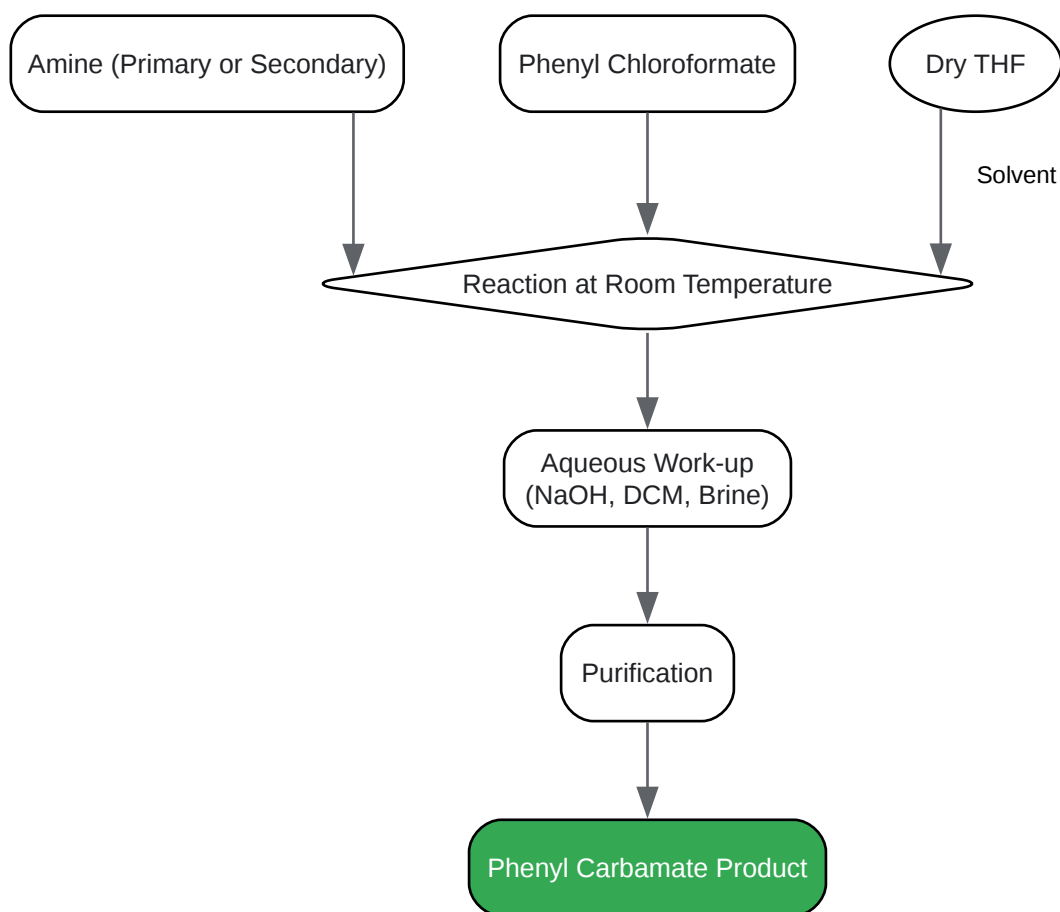 Amine (Primary or Secondary)
Phenyl Chloroformate
Dry THF
Solvent
Reaction at Room Temperature
Aqueous Work-up
(NaOH, DCM, Brine)
Purification
Phenyl Carbamate Product